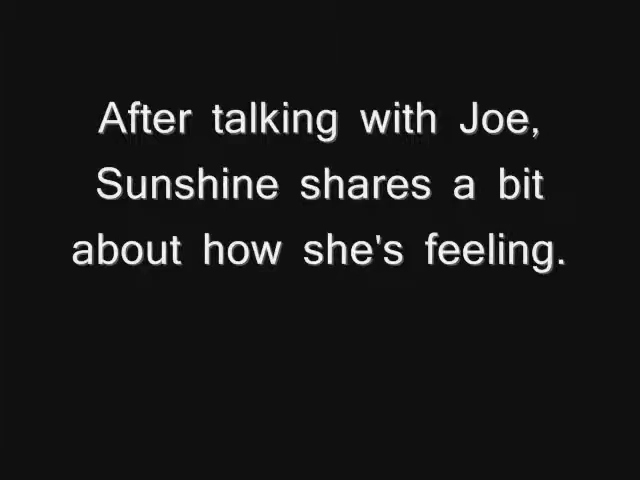 After talking with Joe,
Sunshine shares a bit
about how she's feeling.